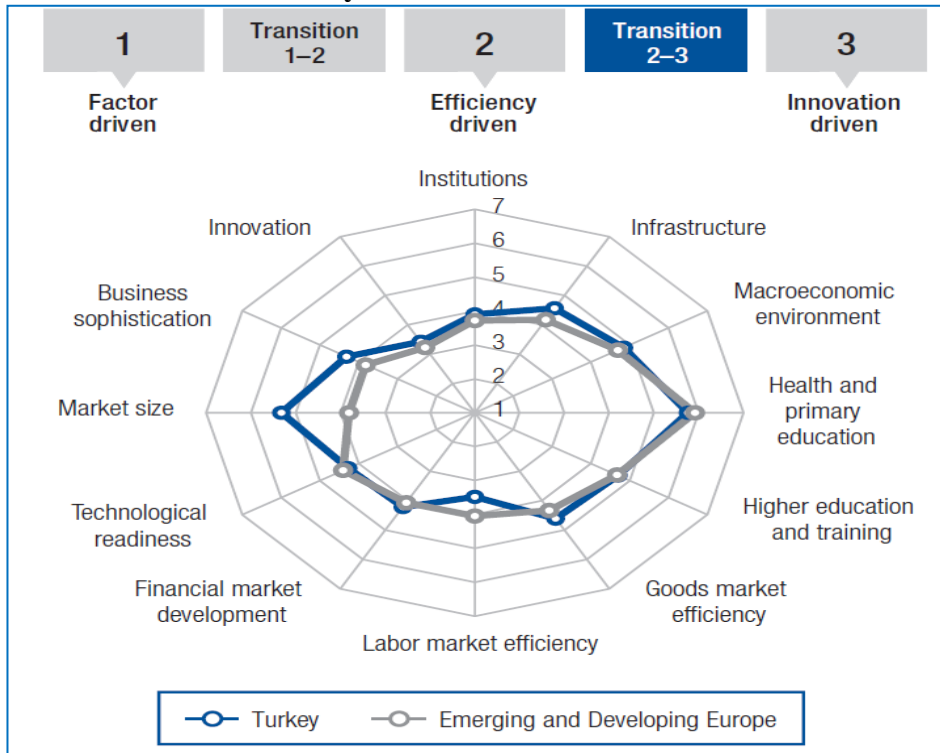 1
Transition
1–2
2
Transition
2–3
3
Factor
driven
Efficiency
driven
Innovation
driven
Institutions
7
Innovation
Infrastructure
6
5
Business
sophistication
Macroeconomic
environment
4
3
Market size
Health and
primary
education
2
1
Technological
readiness
Higher education
and training
Financial market
development
Goods market
efficiency
Labor market efficiency
Turkey
Emerging and Developing Europe